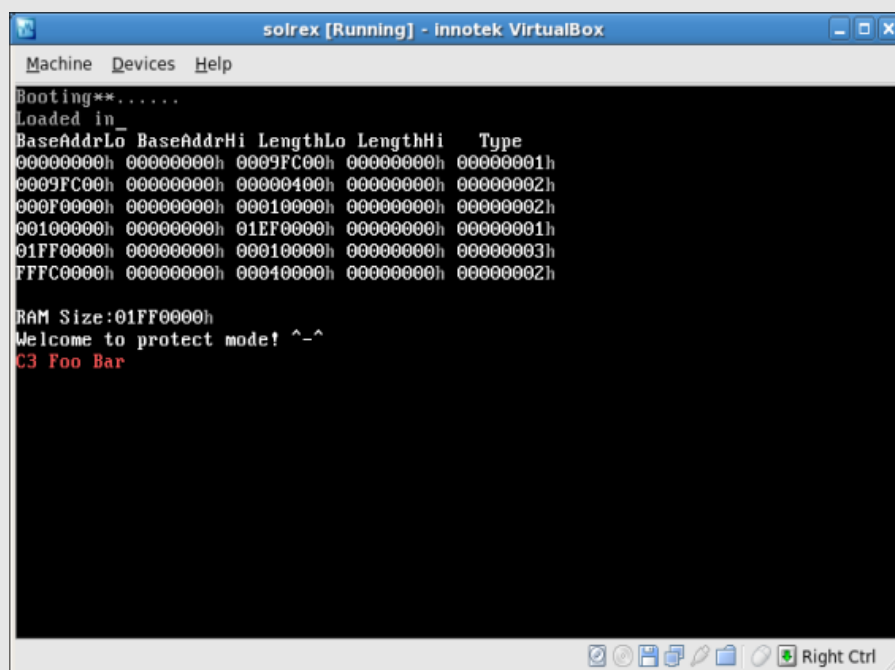 solrex [Running] - innotek VirtualBox
Machine Devices Help
Booting**......
Loaded in_
BaseAddrLo BaseAddrHi LengthLo LengthHi Type
00000000h 00000000h 0009FC00h 00000000h 00000001h
0009FC00h 00000000h 00000400h 00000000h 00000002h
000F0000h 00000000h 00010000h 00000000h 00000002h
00100000h 00000000h 01EF0000h 00000000h 00000001h
01FF0000h 00000000h 00010000h 00000000h 00000003h
FFFC0000h 00000000h 00040000h 00000000h 00000002h
RAM Size:01FF0000h
Welcome to protect mode! ^-^
C3 Foo Bar
Right Ctrl